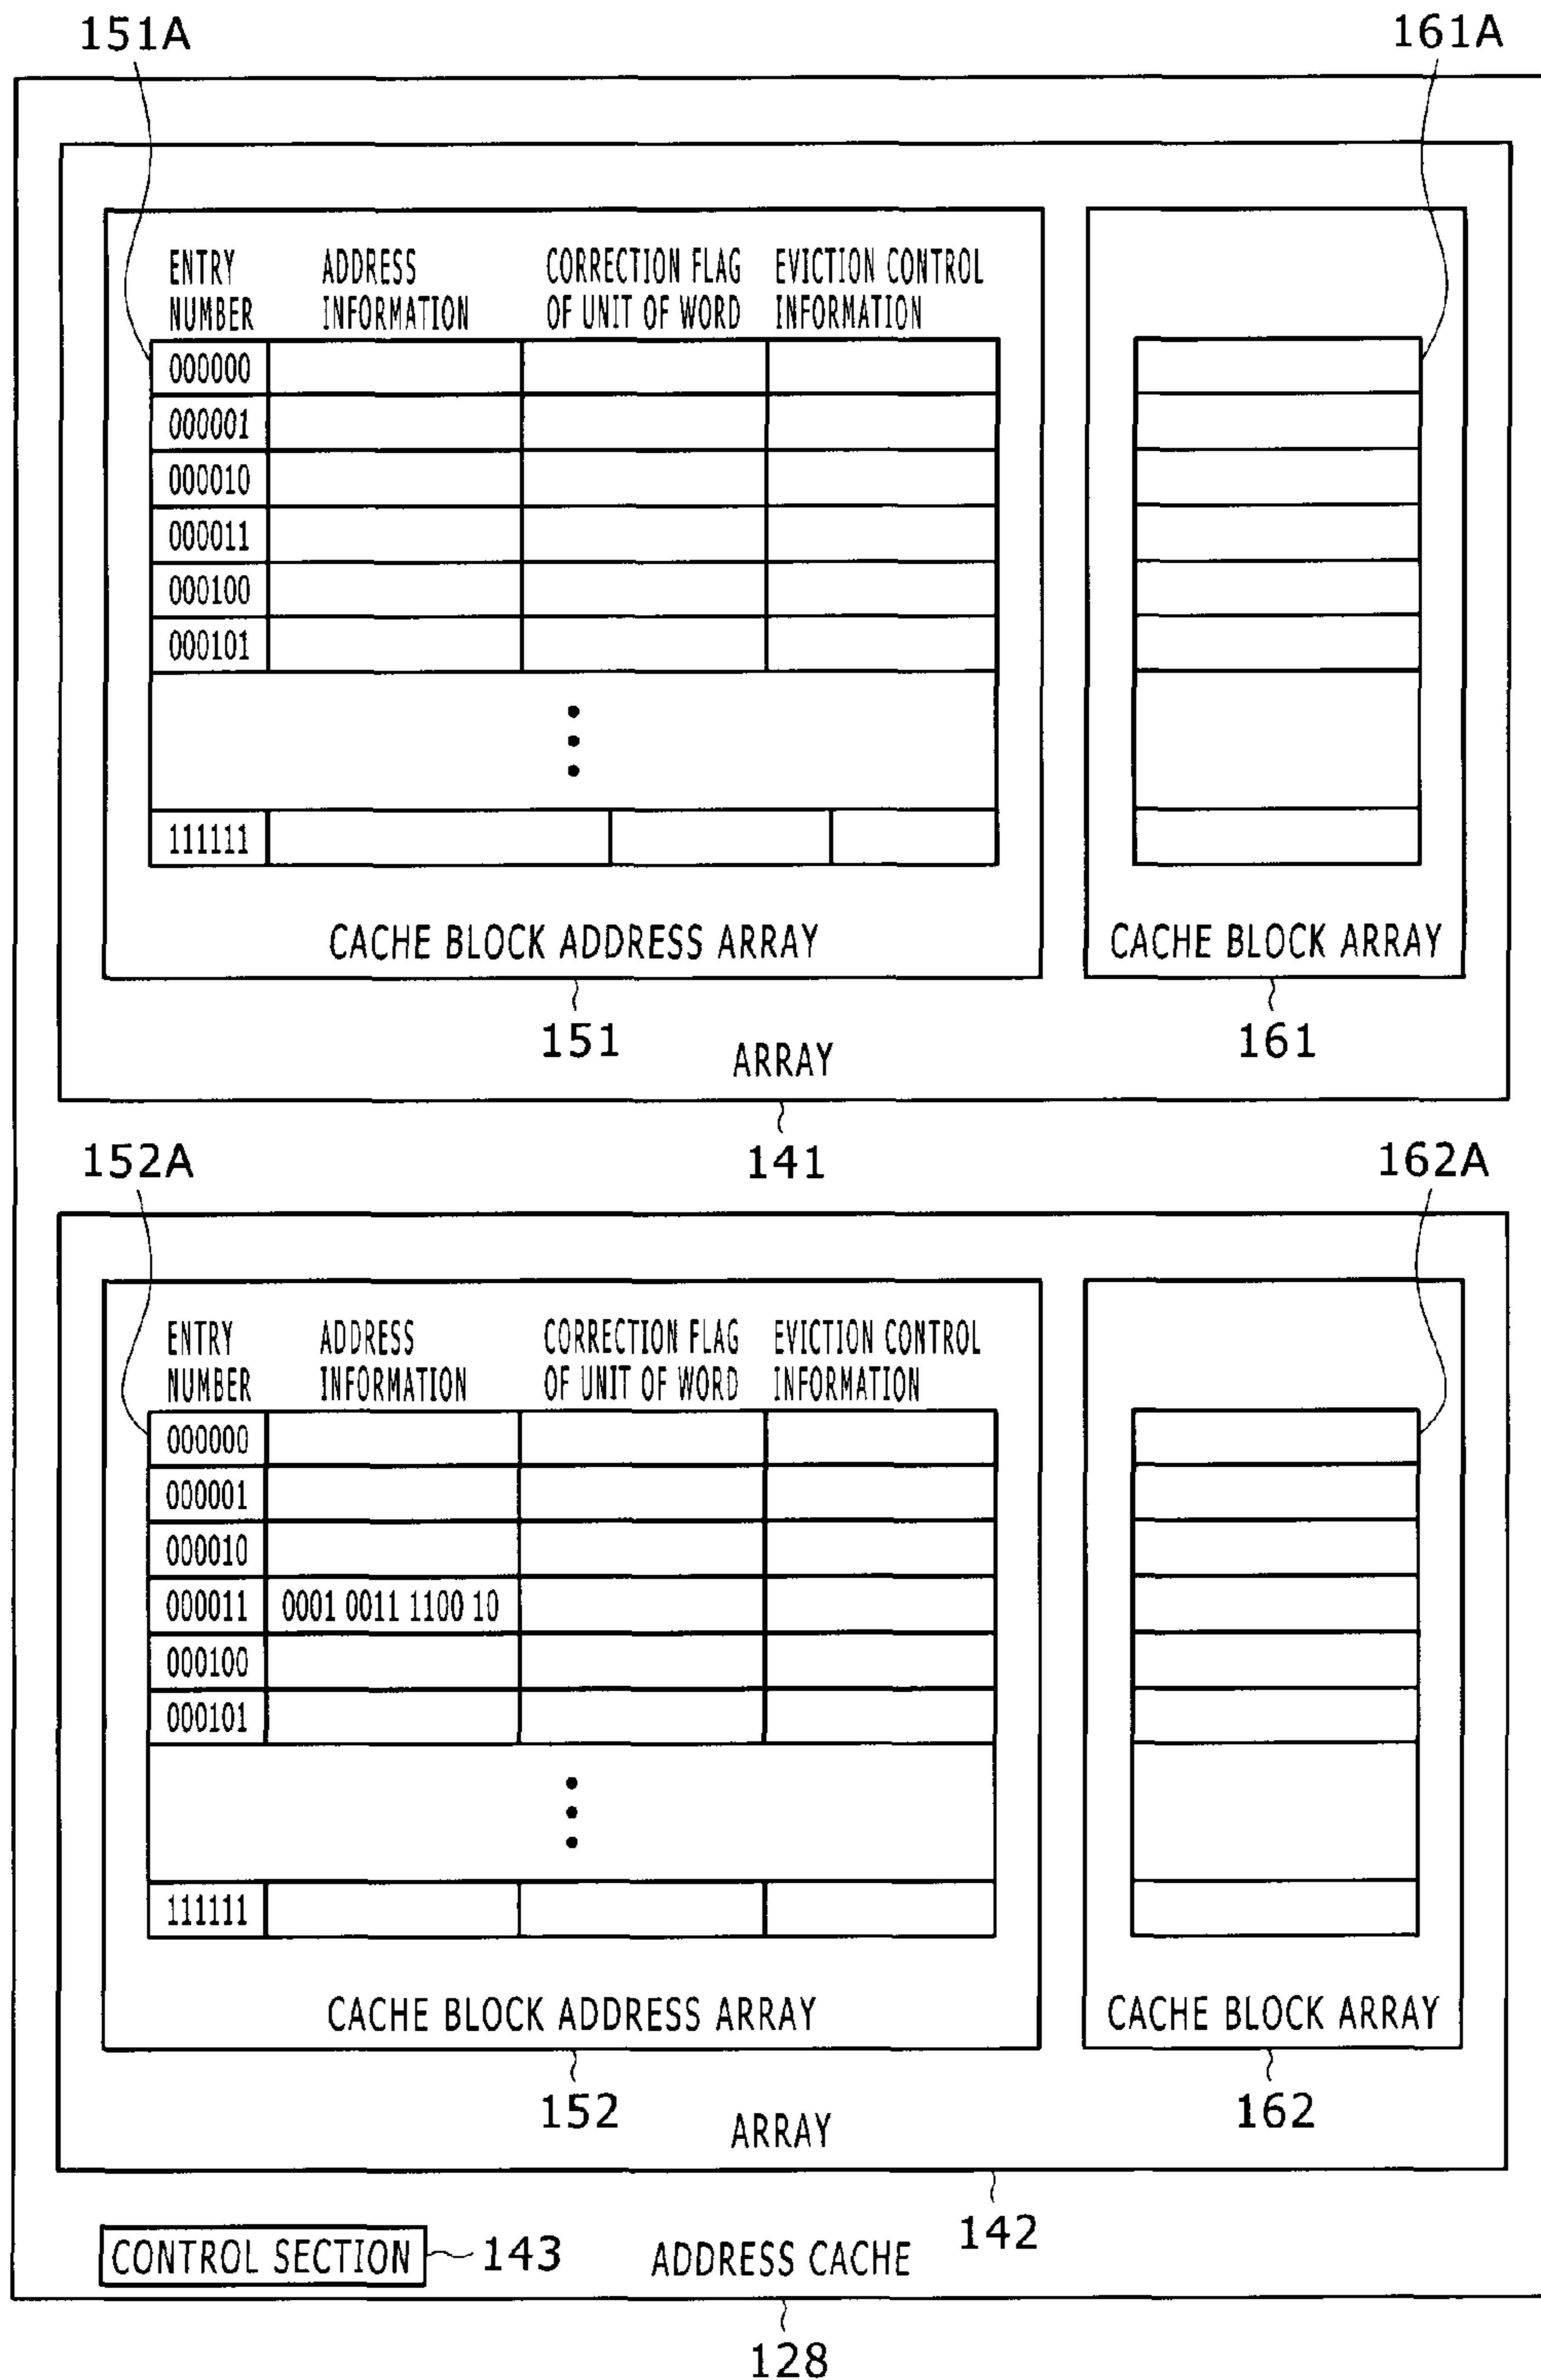 151A 161A
ENTRY NUMBER ADDRESS INFORMATION CORRECTION FLAG OF UNIT OF WORD EVICTION CONTROL INFORMATION
000000
000001
000010
000011
000100
000101
111111
CACHE BLOCK ADDRESS ARRAY CACHE BLOCK ARRAY
151 161
ARRAY
141
152A 162A
ENTRY NUMBER ADDRESS INFORMATION CORRECTION FLAG OF UNIT OF WORD EVICTION CONTROL INFORMATION
000000
000001
000010
000011 0001 0011 1100 10
000100
000101
111111
CACHE BLOCK ADDRESS ARRAY CACHE BLOCK ARRAY
152 162
ARRAY
142
CONTROL SECTION 143 ADDRESS CACHE
128